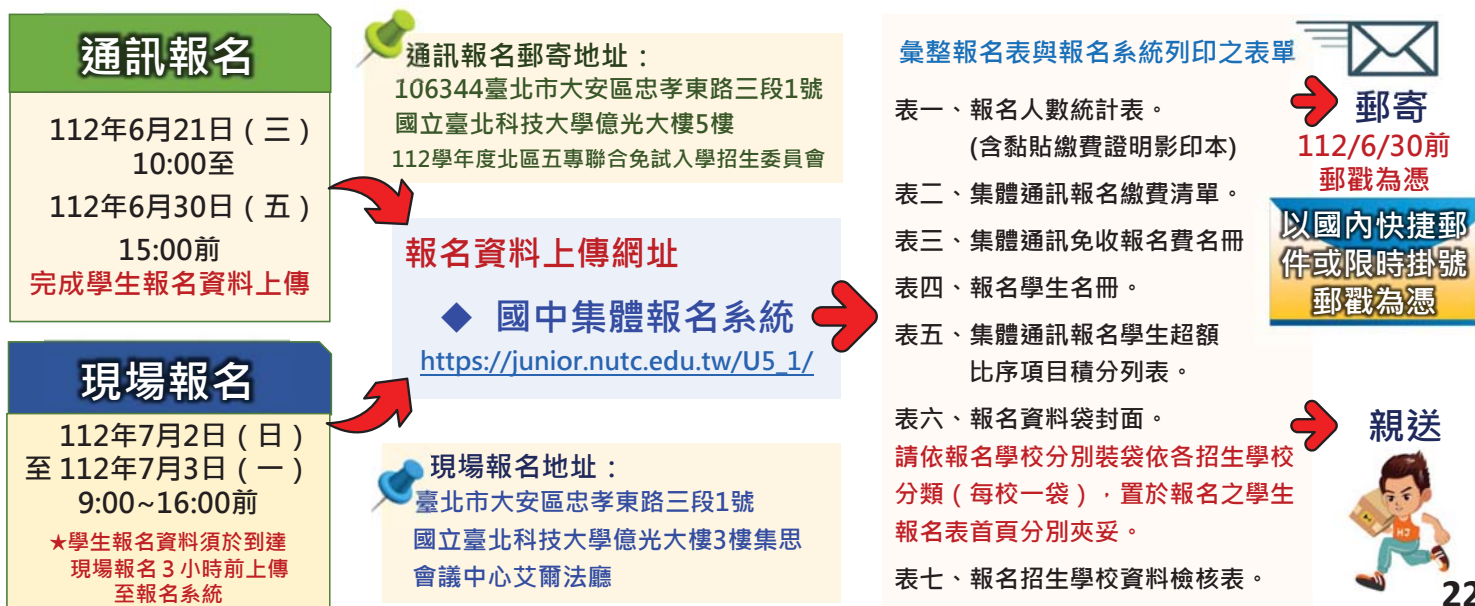 通訊報名
112年6月21日（三）
10:00至
112年6月30日（五）
15:00前
完成學生報名資料上傳
現場報名
112年7月2日（日）
至 112年7月3日（一）
9:00~16:00前
★學生報名資料須於到達
現場報名３小時前上傳
至報名系統
通訊報名郵寄地址：
106344臺北市大安區忠孝東路三段1號
國立臺北科技大學億光大樓5樓
112學年度北區五專聯合免試入學招生委員會
報名資料上傳網址
◆ 國中集體報名系統
https://junior.nutc.edu.tw/U5_1/
現場報名地址：
臺北市大安區忠孝東路三段1號
國立臺北科技大學億光大樓3樓集思
會議中心艾爾法廳
彙整報名表與報名系統列印之表單
表一、報名人數統計表。
(含黏貼繳費證明影印本)
表二、集體通訊報名繳費清單。
表三、集體通訊免收報名費名冊
表四、報名學生名冊。
表五、集體通訊報名學生超額
比序項目積分列表。
表六、報名資料袋封面。
請依報名學校分別裝袋依各招生學校
分類（每校一袋），置於報名之學生
報名表首頁分別夾妥。
表七、報名招生學校資料檢核表。
郵寄
112/6/30前
郵戳為憑
以國內快捷郵
件或限時掛號
郵戳為憑
親送
HJ
22